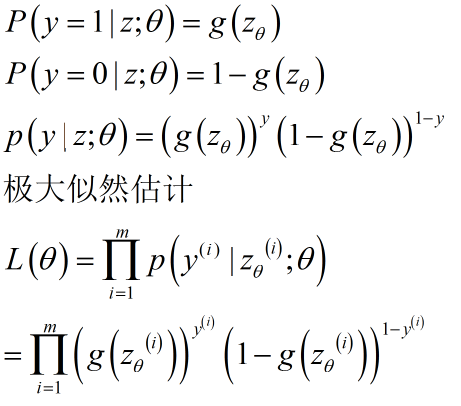 P(y = 1 | z; θ) = g(z_θ)
P(y = 0 | z; θ) = 1 − g(z_θ)
p(y | z; θ) = (g(z_θ))^y (1 − g(z_θ))^{1−y}
极大似然估计
L(θ) = ∏_{i=1}^{m} p(y^{(i)} | z_θ^{(i)}; θ)
= ∏_{i=1}^{m} (g(z_θ^{(i)}))^{y^{(i)}} (1 − g(z_θ^{(i)}))^{1−y^{(i)}}